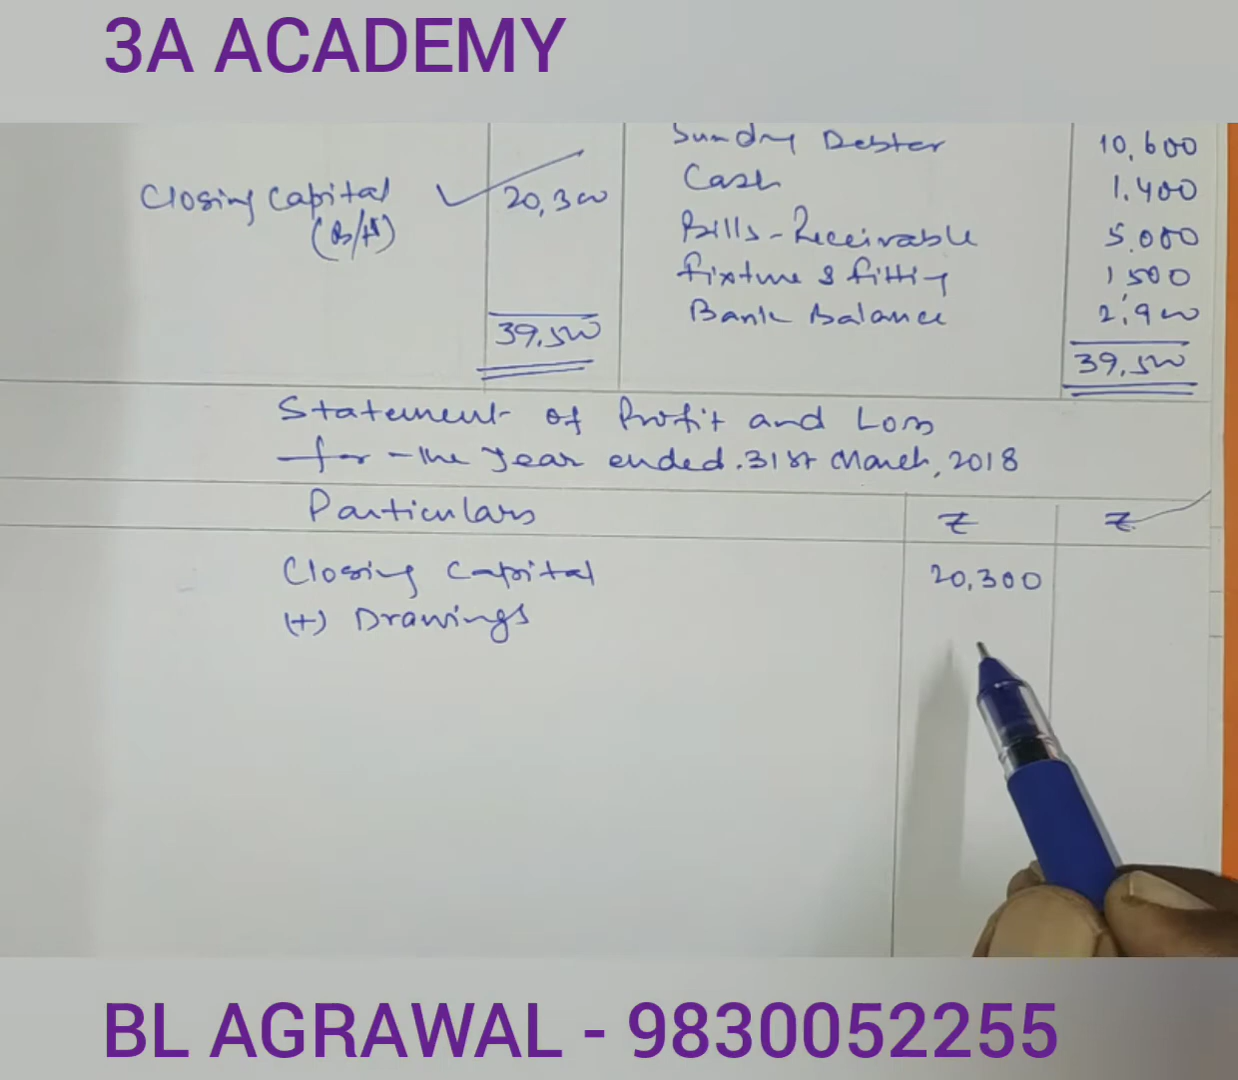 3A ACADEMY
Sundry Debtor 10,600
Closing Capital 20,300 Cash 1,400
(B/f) Bills-Receivable 5,000
fixture & fitting 1,500
Bank Balance 2,900
39,500 39,500
Statement of Profit and Loss
for the year ended 31st March, 2018
Particulars ₹ ₹
Closing Capital 20,300
(+) Drawings
BL AGRAWAL - 9830052255